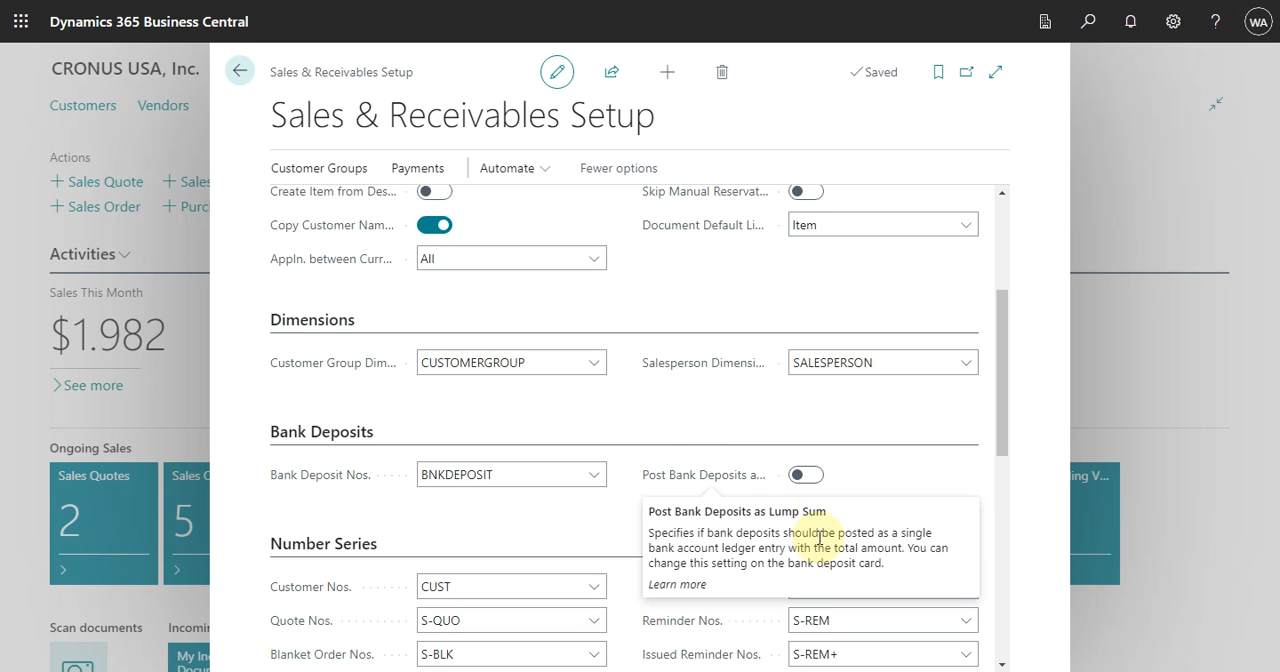 Dynamics 365 Business Central
?
WA
CRONUS USA, Inc.
Customers Vendors
Actions
+ Sales Quote + Sales
+ Sales Order + Purc
Activities
Sales This Month
$1.982
See more
Ongoing Sales
Sales Quotes
2
Sales O
5
Scan documents
Incomin
My In
Docu
ing V...
Sales & Receivables Setup
Saved
Sales & Receivables Setup
Customer Groups Payments Automate Fewer options
Create Item from Des... Skip Manual Reservat...
Copy Customer Nam... Document Default Li... Item
Appln. between Curr... All
Dimensions
Customer Group Dim... CUSTOMERGROUP Salesperson Dimensi... SALESPERSON
Bank Deposits
Bank Deposit Nos. BNKDEPOSIT Post Bank Deposits a...
Post Bank Deposits as Lump Sum
Specifies if bank deposits should be posted as a single
bank account ledger entry with the total amount. You can
change this setting on the bank deposit card.
Learn more
Number Series
Customer Nos. CUST
Quote Nos. S-QUO Reminder Nos. S-REM
Blanket Order Nos. S-BLK Issued Reminder Nos. S-REM+